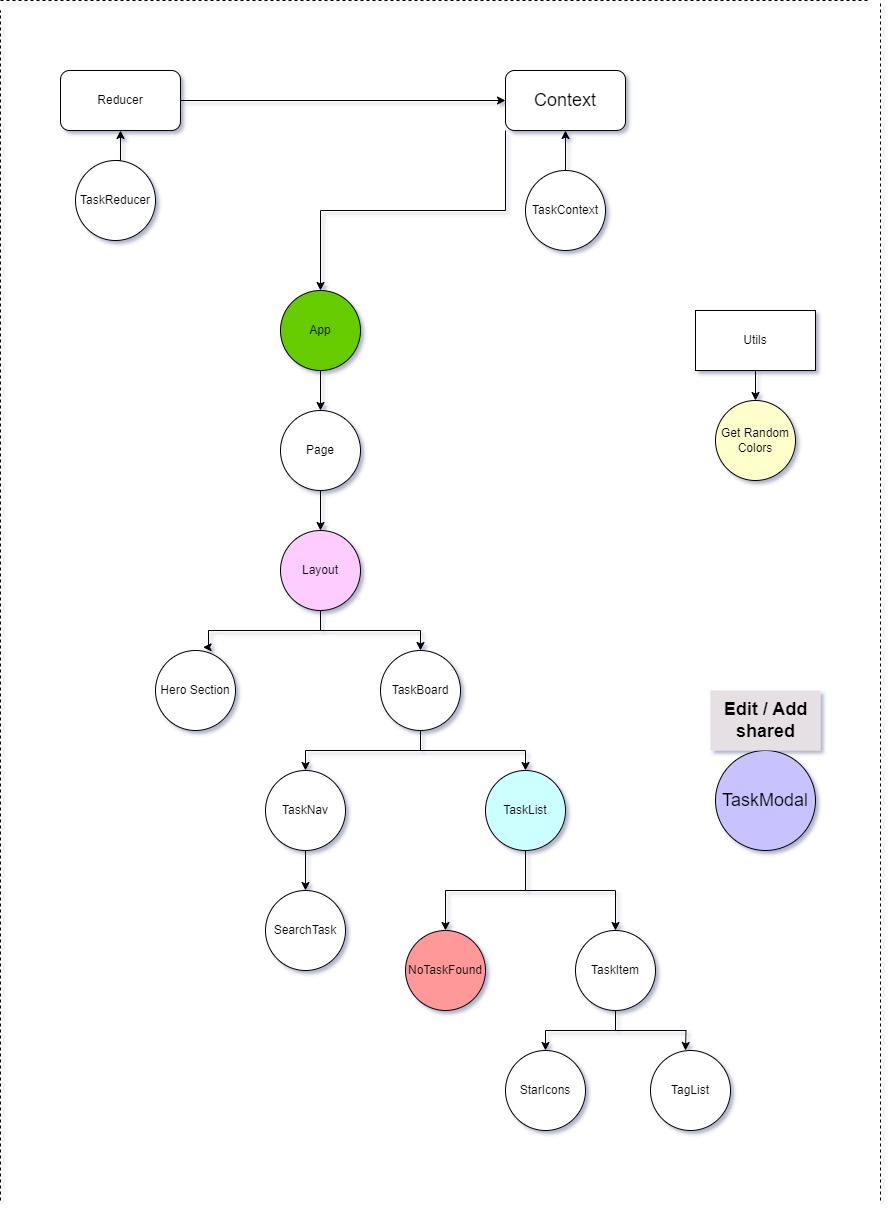 Reducer
Context
TaskReducer
TaskContext
App
Utils
Page
Get Random
Colors
Layout
Hero Section
TaskBoard
Edit / Add
shared
TaskModal
TaskNav
TaskList
SearchTask
NoTaskFound
TaskItem
StarIcons
TagList